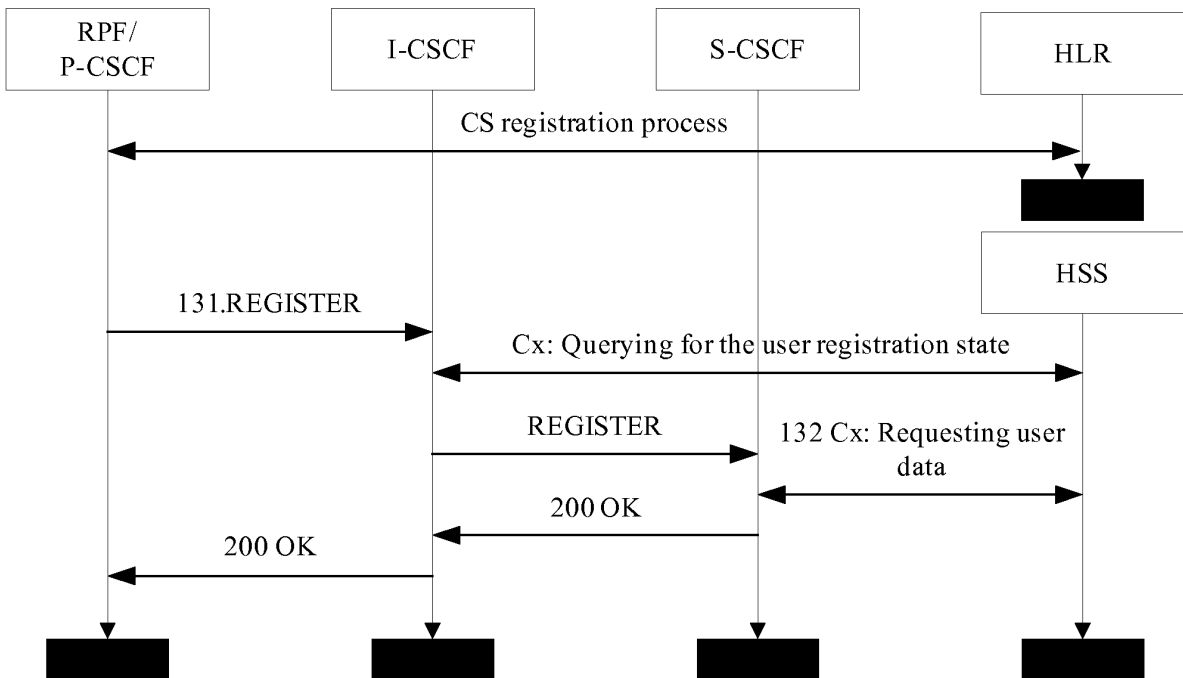 RPF/
P-CSCF
I-CSCF
S-CSCF
HLR
CS registration process
HSS
131.REGISTER
Cx: Querying for the user registration state
REGISTER
132 Cx: Requesting user
data
200 OK
200 OK